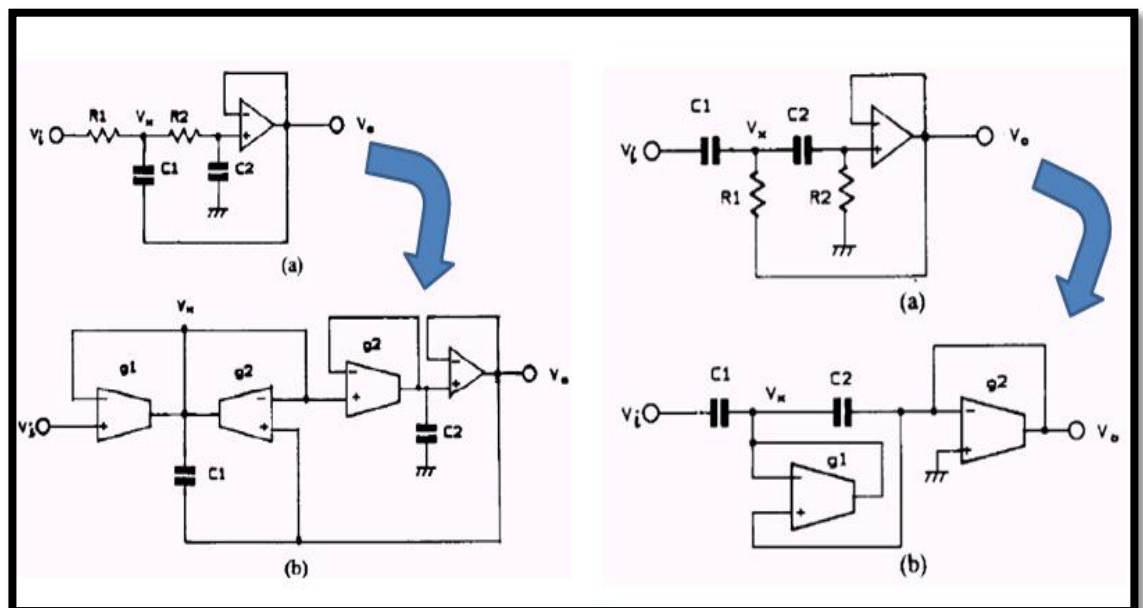 R1 Vx R2
Vi
- +
Vo
C1 C2
(a)
Vx
g1 g2 g2
- + - + - + - +
Vi
Vo
C1 C2
(b)
C1 Vx C2
Vi
- +
Vo
R1 R2
(a)
C1 Vx C2 g2
Vi
- +
Vo
g1
- +
(b)